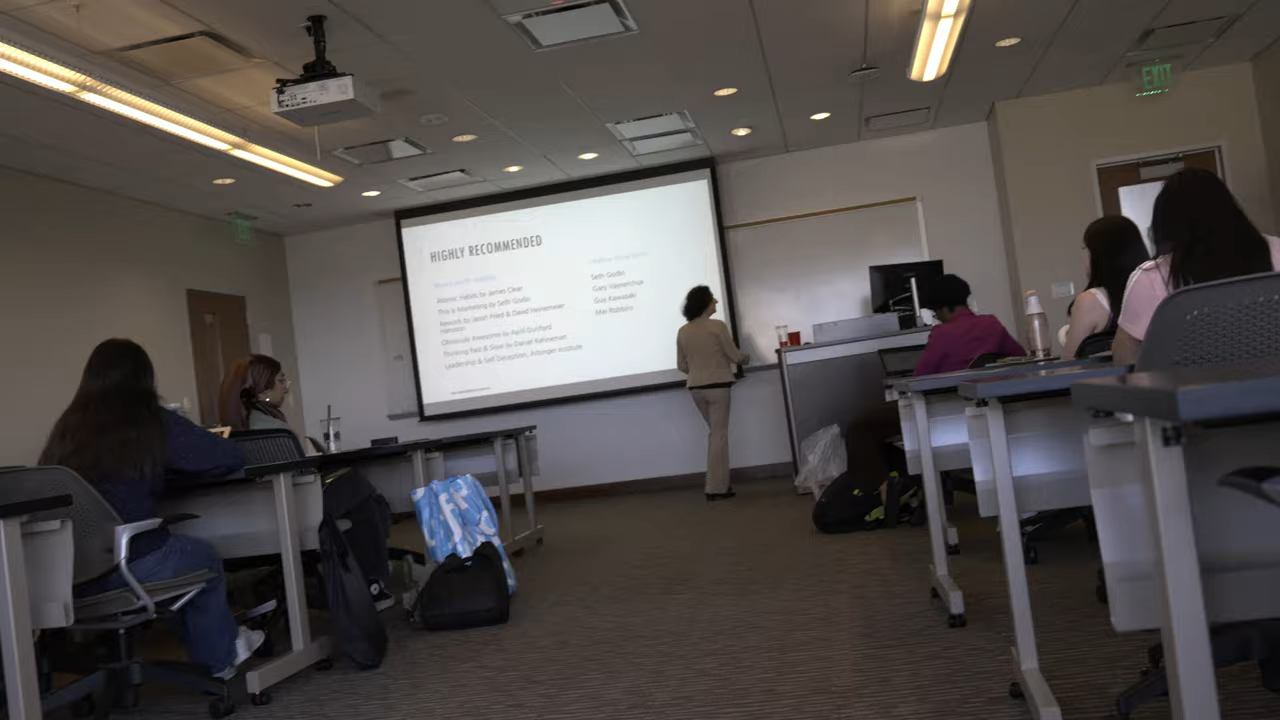 EXIT
HIGHLY RECOMMENDED
Atomic Habits by James Clear
This is Marketing by Seth Godin
Rework by Jason Fried & David Heinemeier
Hansson
Obviously Awesome by April Dunford
Thinking Fast & Slow by Daniel Kahneman
Leadership & Self Deception, Arbinger Institute
Seth Godin
Gary Vaynerchuk
Guy Kawasaki
Mel Robbins